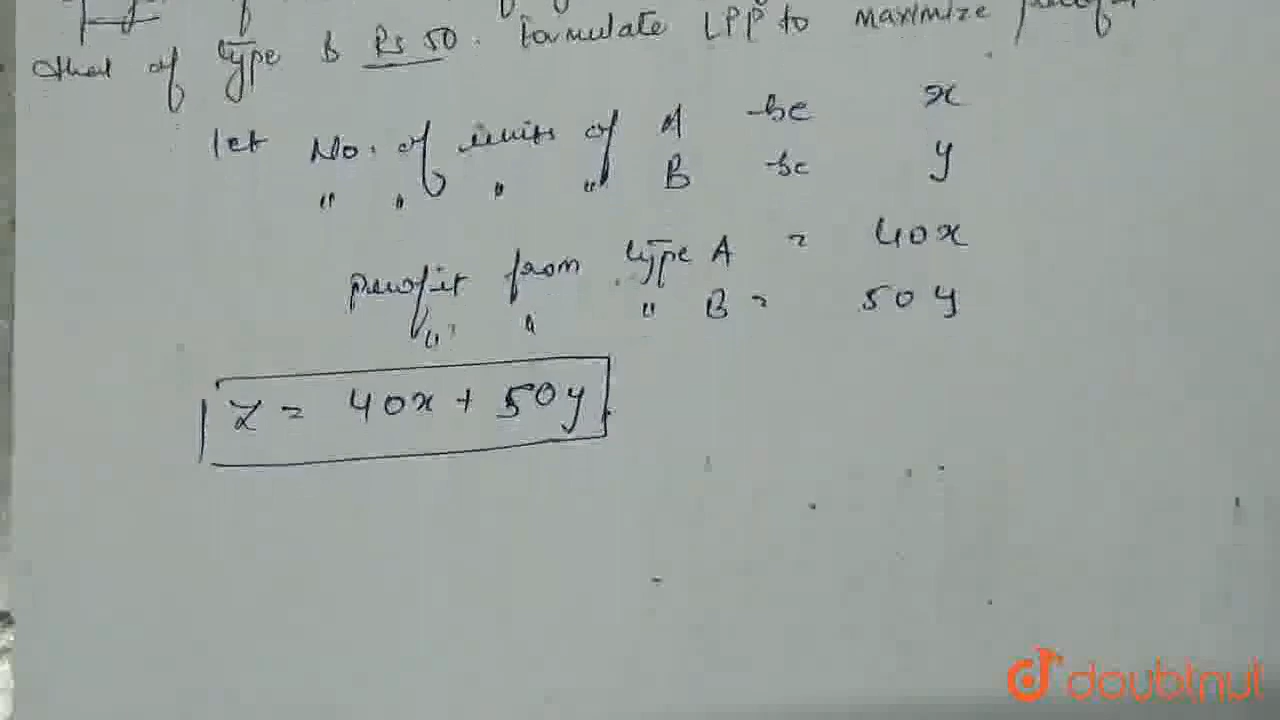 that of type B Rs 50. Formulate LPP to maximize profit
let No. of units of A be x
" " " " B be y
profit from type A = 40x
" " " B = 50y
Z = 40x + 50y
doubtnut